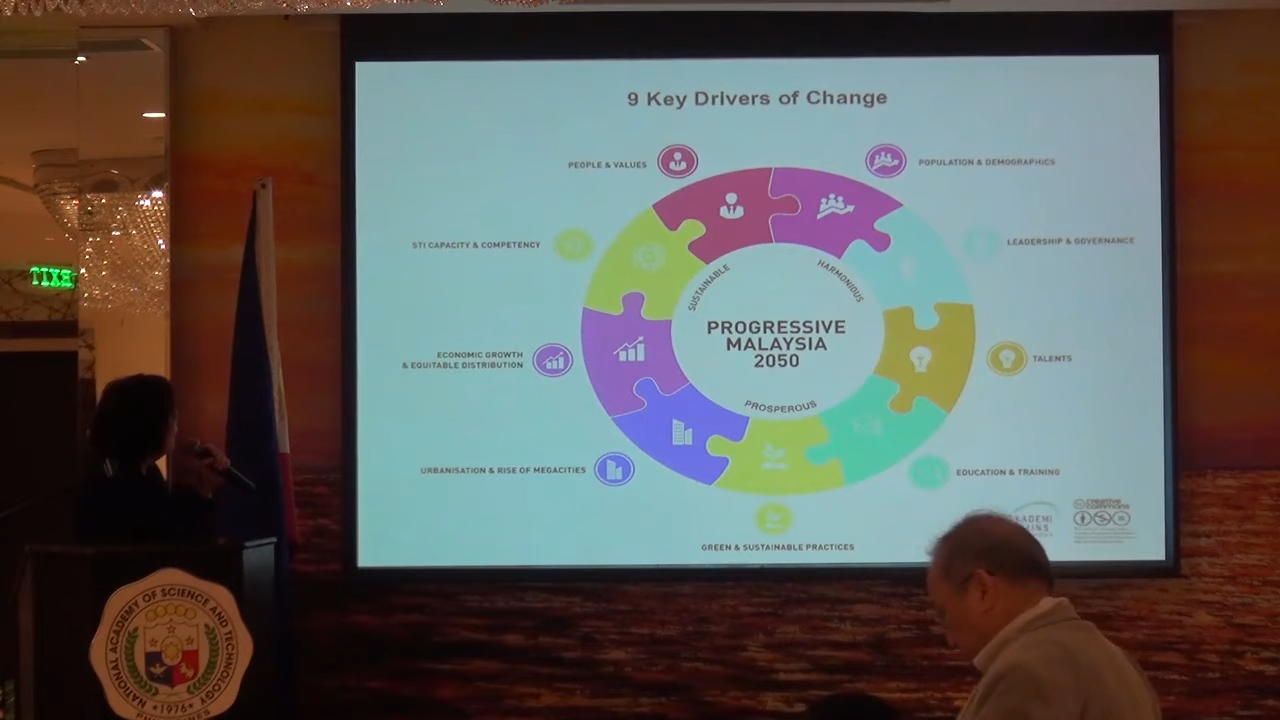 9 Key Drivers of Change
PEOPLE & VALUES
POPULATION & DEMOGRAPHICS
STI CAPACITY & COMPETENCY
LEADERSHIP & GOVERNANCE
SUSTAINABLE
HARMONIOUS
PROGRESSIVE
MALAYSIA
2050
PROSPEROUS
ECONOMIC GROWTH
& EQUITABLE DISTRIBUTION
TALENTS
URBANISATION & RISE OF MEGACITIES
EDUCATION & TRAINING
GREEN & SUSTAINABLE PRACTICES
creative
commons
EXIT
NATIONAL ACADEMY OF SCIENCE AND TECHNOLOGY
1976
PHILIPPINES